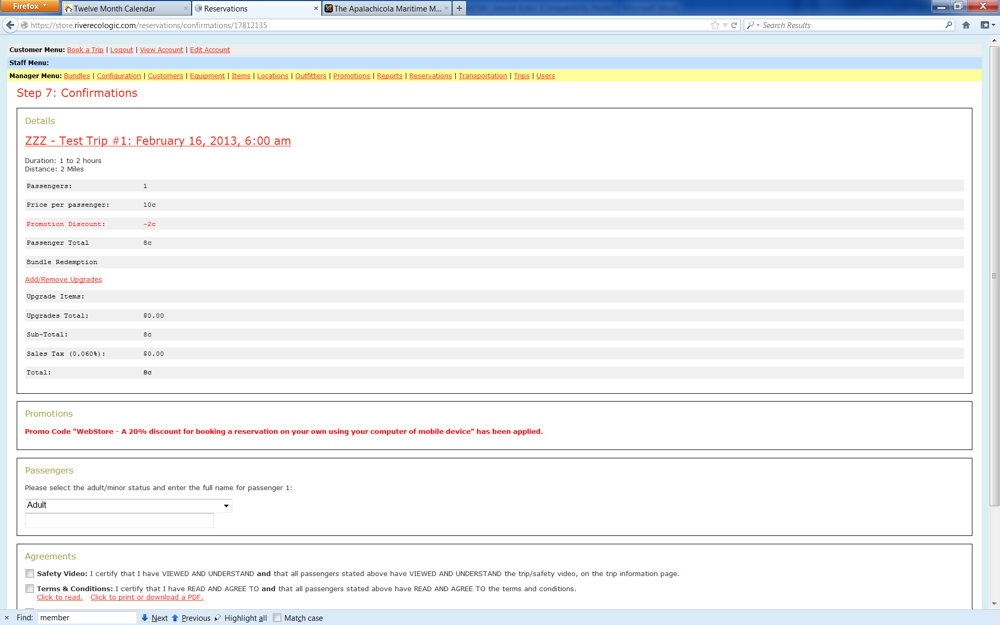 Firefox
Twelve Month Calendar
Reservations
The Apalachicola Maritime M...
https://store.riverecologic.com/reservations/confirmations/17812135
Search Results
Customer Menu: Book a Trip | Logout | View Account | Edit Account
Staff Menu:
Manager Menu: Bundles | Configuration | Customers | Equipment | Items | Locations | Outfitters | Promotions | Reports | Reservations | Transportation | Trips | Users
Step 7: Confirmations
Details
ZZZ - Test Trip #1: February 16, 2013, 6:00 am
Duration: 1 to 2 hours
Distance: 2 Miles
Passengers: 1
Price per passenger: 10c
Promotion Discount: -2c
Passenger Total 8c
Bundle Redemption
Add/Remove Upgrades
Upgrade Items:
Upgrades Total: $0.00
Sub-Total: 8c
Sales Tax (0.060%): $0.00
Total: 8c
Promotions
Promo Code "WebStore - A 20% discount for booking a reservation on your own using your computer of mobile device" has been applied.
Passengers
Please select the adult/minor status and enter the full name for passenger 1:
Adult
Agreements
Safety Video: I certify that I have VIEWED AND UNDERSTAND and that all passengers stated above have VIEWED AND UNDERSTAND the trip/safety video, on the trip information page.
Terms & Conditions: I certify that I have READ AND AGREE TO and that all passengers stated above have READ AND AGREE TO the terms and conditions.
Click to read. Click to print or download a PDF.
Find: member Next Previous Highlight all Match case